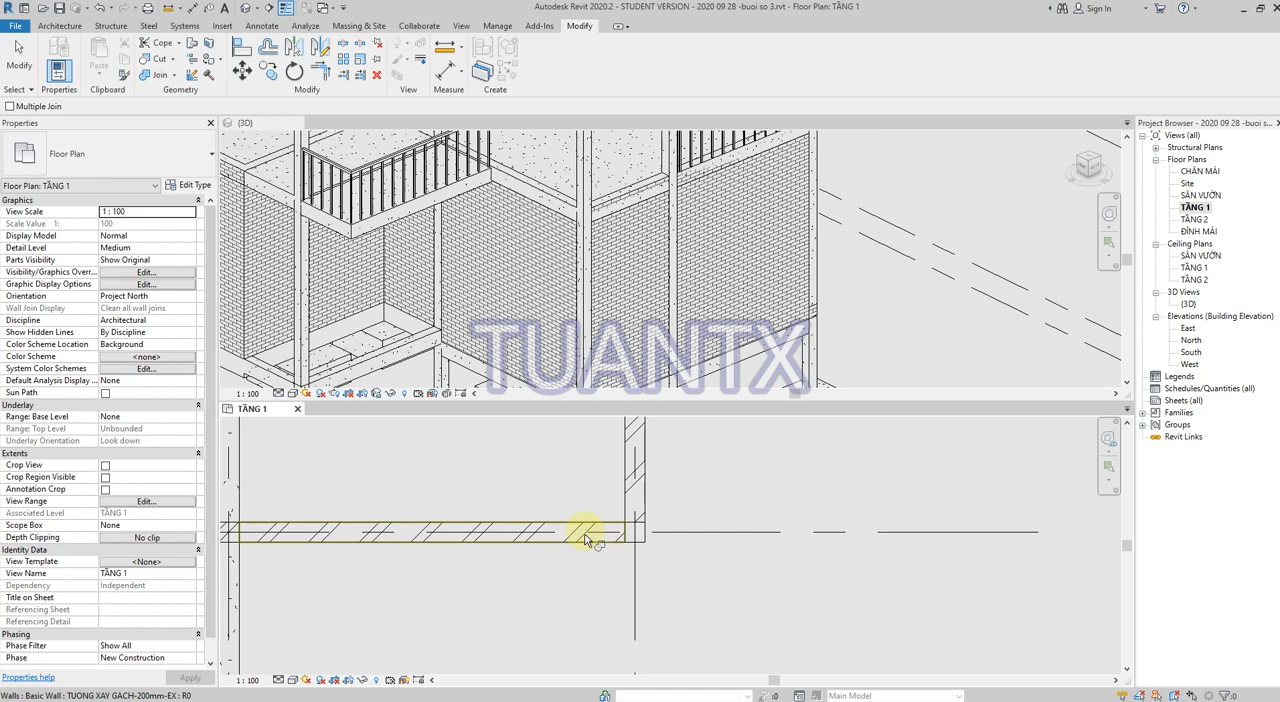 Autodesk Revit 2020.2 - STUDENT VERSION - 2020 09 28 -buoi so 3.rvt - Floor Plan: TẦNG 1
Sign In
File Architecture Structure Steel Systems Insert Annotate Analyze Massing & Site Collaborate View Manage Add-Ins Modify
Modify
Paste
Cope
Cut
Join
Select Properties Clipboard Geometry Modify View Measure Create
Multiple Join
Properties
Floor Plan
Floor Plan: TẦNG 1
Edit Type
Graphics
View Scale 1 : 100
Scale Value 1: 100
Display Model Normal
Detail Level Medium
Parts Visibility Show Original
Visibility/Graphics Overr... Edit...
Graphic Display Options Edit...
Orientation Project North
Wall Join Display Clean all wall joins
Discipline Architectural
Show Hidden Lines By Discipline
Color Scheme Location Background
Color Scheme <none>
System Color Schemes Edit...
Default Analysis Display ... None
Sun Path
Underlay
Range: Base Level None
Range: Top Level Unbounded
Underlay Orientation Look down
Extents
Crop View
Crop Region Visible
Annotation Crop
View Range Edit...
Associated Level TẦNG 1
Scope Box None
Depth Clipping No clip
Identity Data
View Template <None>
View Name TẦNG 1
Dependency Independent
Title on Sheet
Referencing Sheet
Referencing Detail
Phasing
Phase Filter Show All
Phase New Construction
Properties help
Apply
{3D}
TUANTX
1 : 100
TẦNG 1
1 : 100
Project Browser - 2020 09 28 -buoi so 3.rvt
Views (all)
Structural Plans
Floor Plans
CHÂN MÁI
Site
SÂN VƯỜN
TẦNG 1
TẦNG 2
ĐỈNH MÁI
Ceiling Plans
SÂN VƯỜN
TẦNG 1
TẦNG 2
3D Views
{3D}
Elevations (Building Elevation)
East
North
South
West
Legends
Schedules/Quantities (all)
Sheets (all)
Families
Groups
Revit Links
Walls : Basic Wall : TUONG XAY GACH-200mm-EX : R0
:0
Main Model
:0